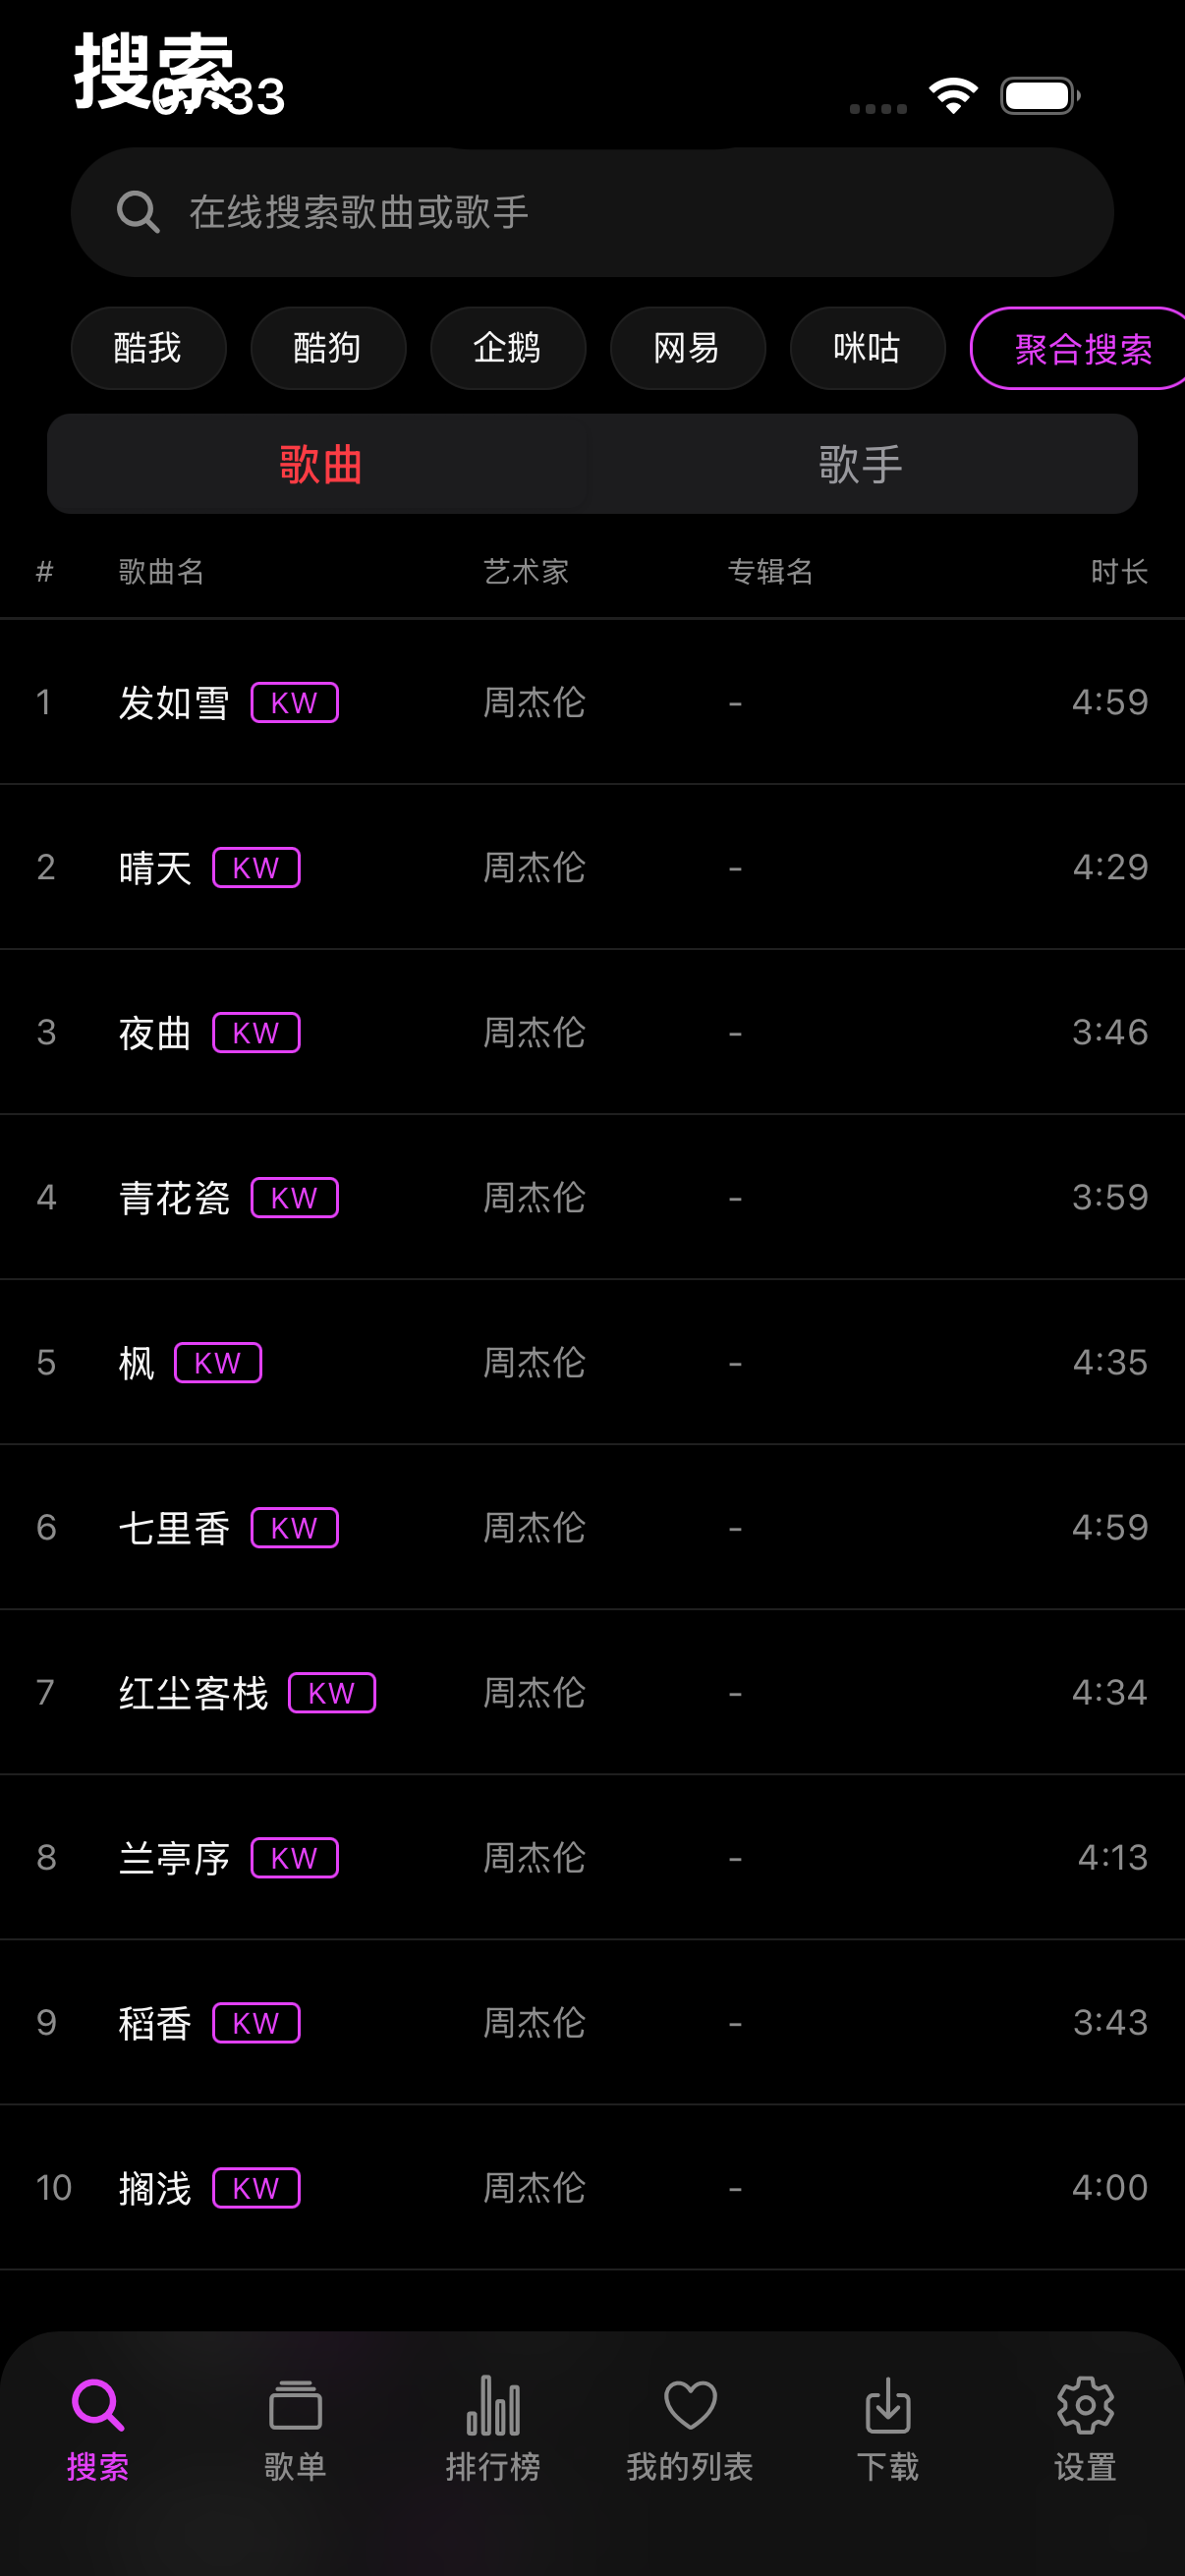 搜索
在线搜索歌曲或歌手
酷我 酷狗 企鹅 网易 咪咕 聚合搜索
歌曲 歌手
# 歌曲名 艺术家 专辑名 时长
1 发如雪 KW 周杰伦 - 4:59
2 晴天 KW 周杰伦 - 4:29
3 夜曲 KW 周杰伦 - 3:46
4 青花瓷 KW 周杰伦 - 3:59
5 枫 KW 周杰伦 - 4:35
6 七里香 KW 周杰伦 - 4:59
7 红尘客栈 KW 周杰伦 - 4:34
8 兰亭序 KW 周杰伦 - 4:13
9 稻香 KW 周杰伦 - 3:43
10 搁浅 KW 周杰伦 - 4:00
搜索 歌单 排行榜 我的列表 下载 设置